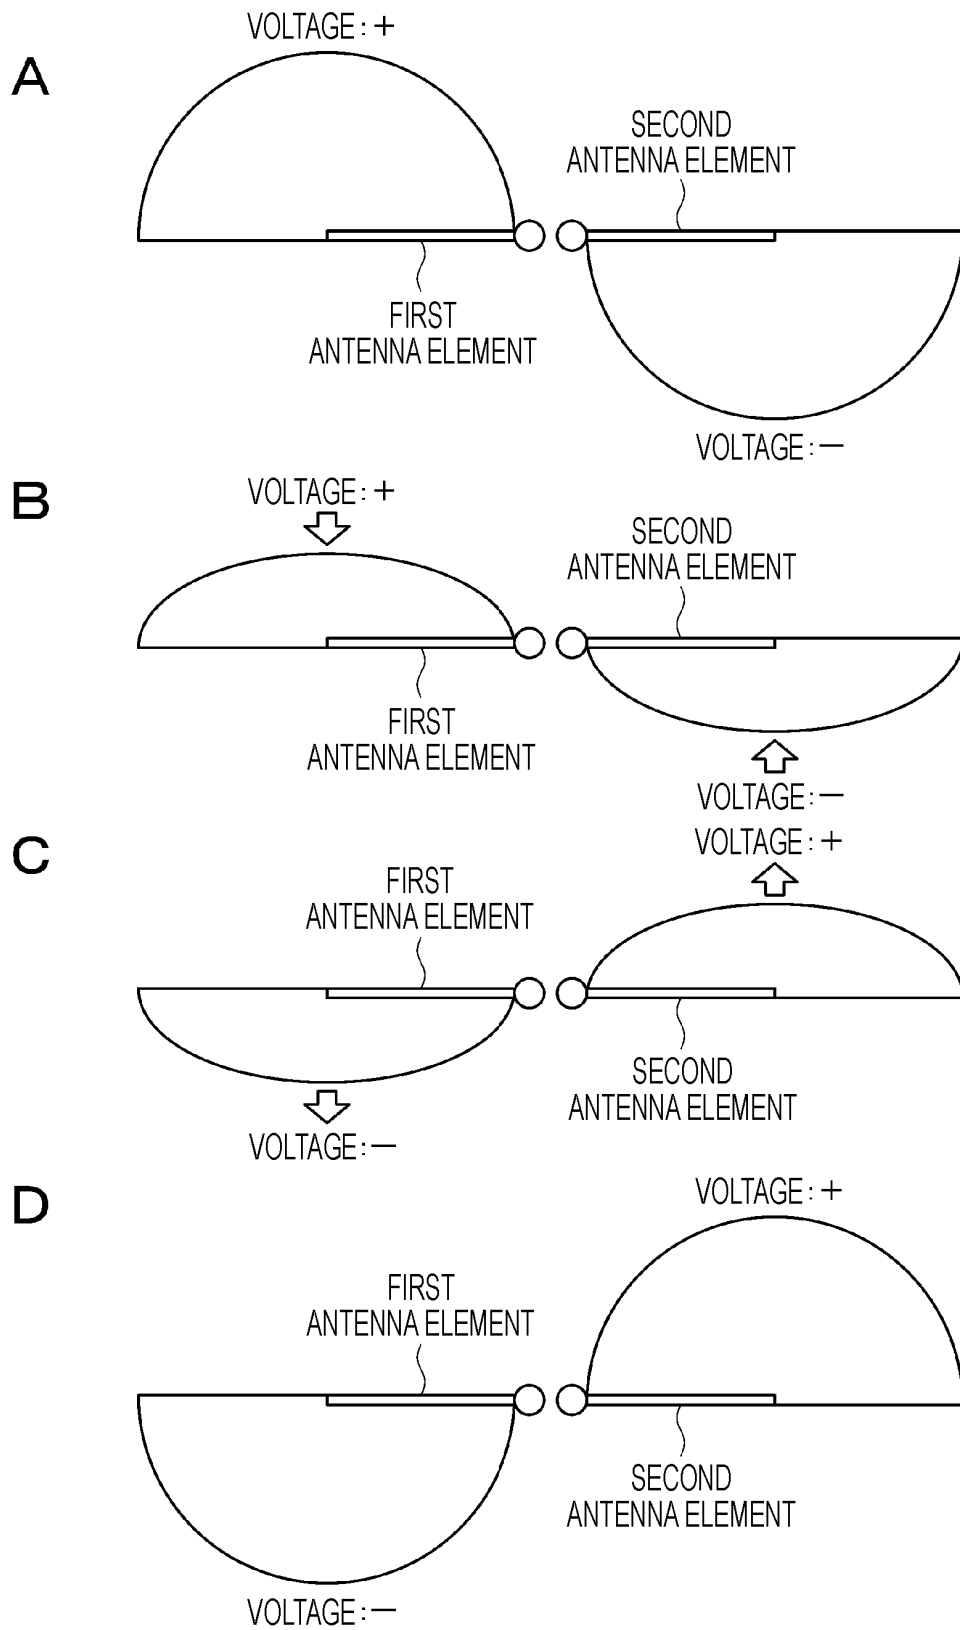 A
VOLTAGE:+
SECOND
ANTENNA ELEMENT
FIRST
ANTENNA ELEMENT
VOLTAGE:—
B
VOLTAGE:+
SECOND
ANTENNA ELEMENT
FIRST
ANTENNA ELEMENT
VOLTAGE:—
C
VOLTAGE:+
FIRST
ANTENNA ELEMENT
SECOND
ANTENNA ELEMENT
VOLTAGE:—
D
VOLTAGE:+
FIRST
ANTENNA ELEMENT
SECOND
ANTENNA ELEMENT
VOLTAGE:—